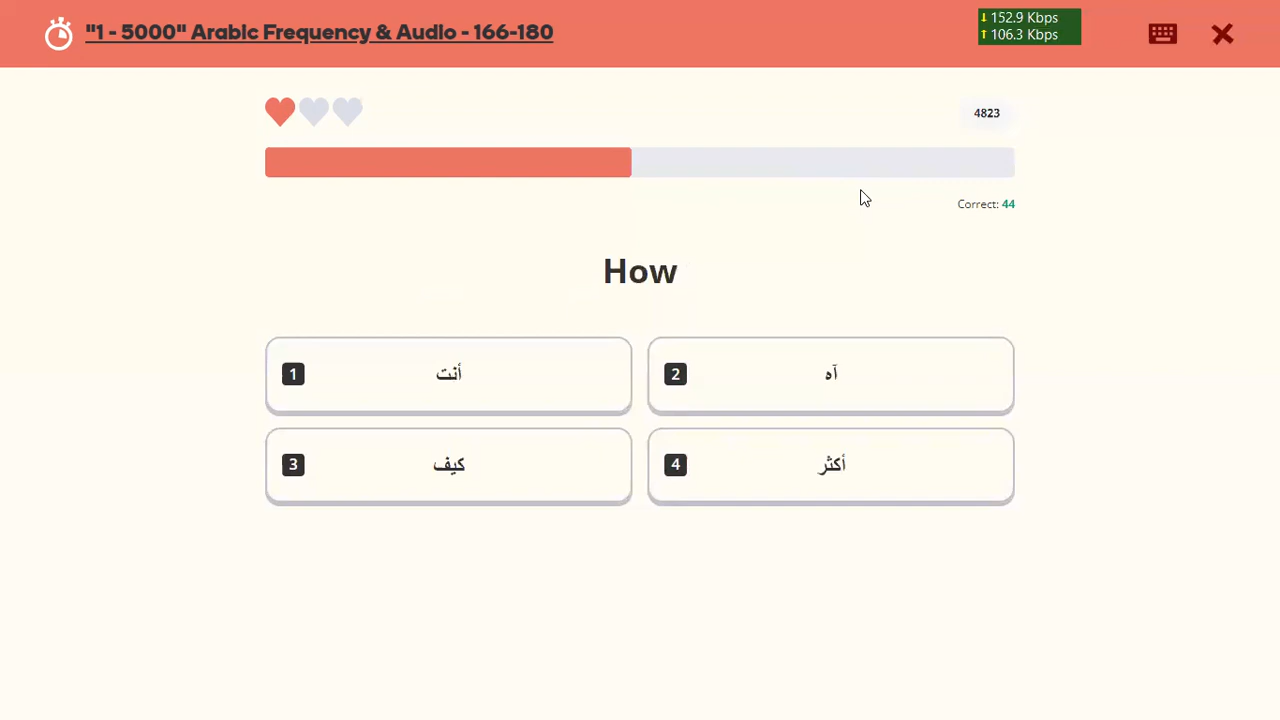 "1 - 5000" Arabic Frequency & Audio - 166-180
↓ 152.9 Kbps
↑ 106.3 Kbps
4823
Correct: 44
How
1 أنت
2 آه
3 كيف
4 أكثر